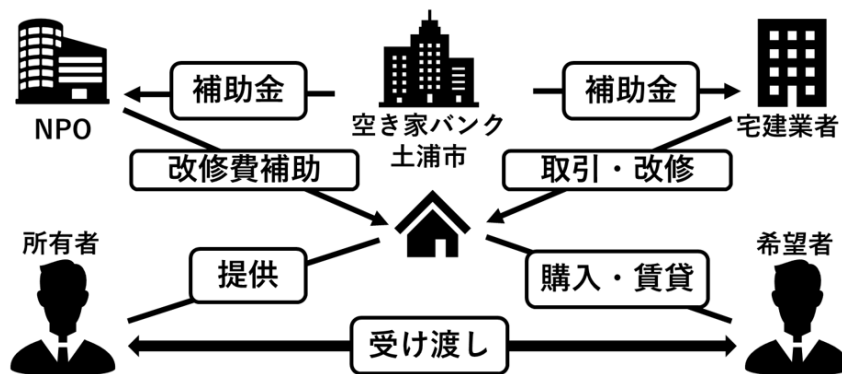 補助金
補助金
NPO
空き家バンク
土浦市
宅建業者
改修費補助
取引・改修
所有者
希望者
提供
購入・賃貸
受け渡し